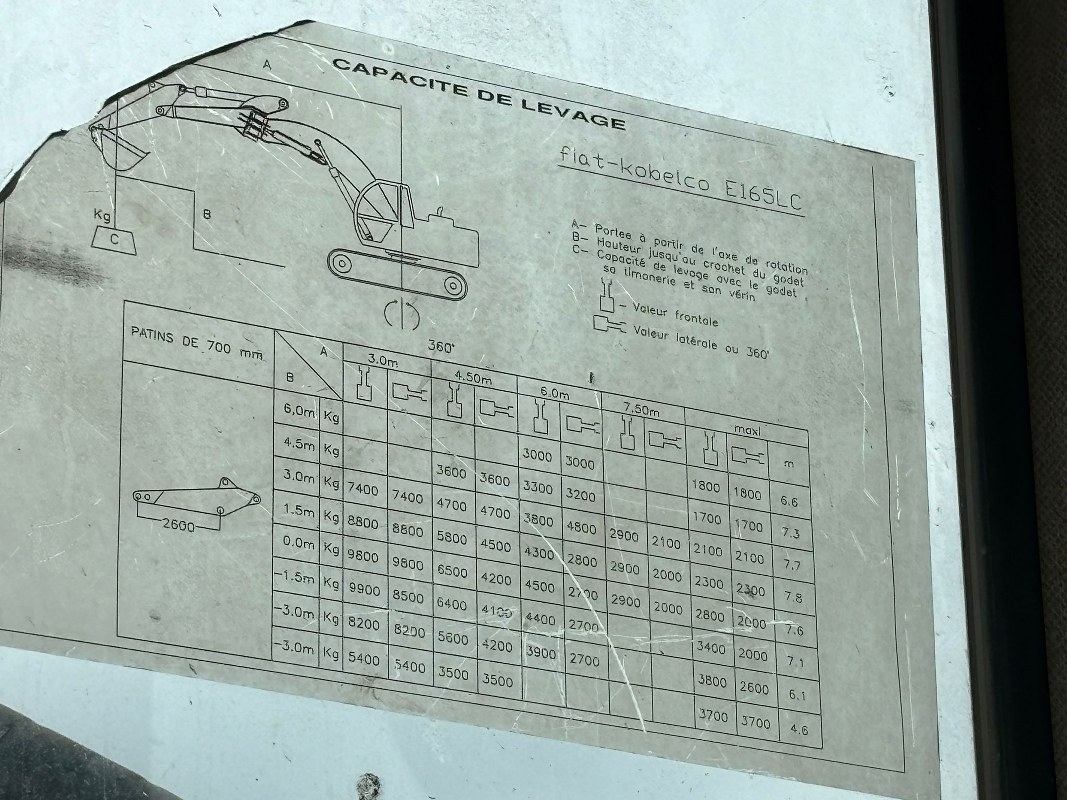 CAPACITE DE LEVAGE
A
fiat-kobelco E165LC
B
Kg
C
A- Portee à partir de l'axe de rotation
B- Hauteur jusqu'au crochet du godet
C- Capacité de levage avec le godet
sa timonerie et son vérin
- Valeur frontale
- Valeur latérale ou 360°
360°
PATINS DE 700 mm
A
B
3.0m 4.50m 6.0m 7.50m maxi
m
6,0m Kg 3000 3000 1800 1800 6.6
4.5m Kg 3600 3600 3300 3200 1700 1700 7.3
3.0m Kg 7400 7400 4700 4700 3800 4800 2900 2100 2100 2100 7.7
1.5m Kg 8800 8600 5800 4500 4300 2800 2900 2000 2300 2300 7.8
0.0m Kg 9800 9800 6500 4200 4500 2700 2900 2000 2800 2000 7.6
-1.5m Kg 9900 8500 6400 4100 4400 2700 3400 2000 7.1
-3.0m Kg 8200 8200 5600 4200 3900 2700 3800 2600 6.1
-3.0m Kg 5400 5400 3500 3500 3700 3700 4.6
2600